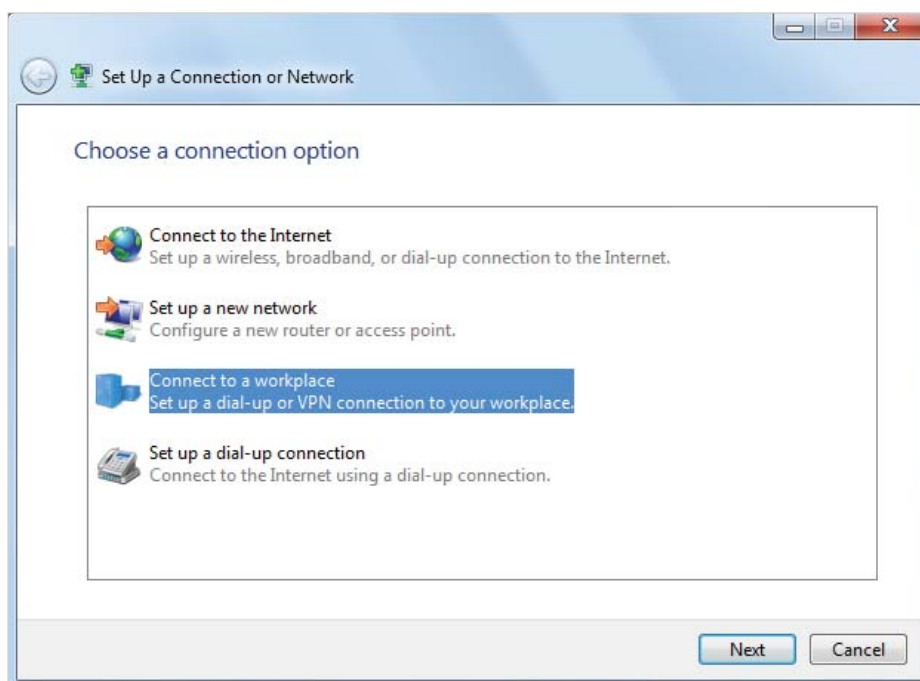 Set Up a Connection or Network
Choose a connection option
Connect to the Internet
Set up a wireless, broadband, or dial-up connection to the Internet.
Set up a new network
Configure a new router or access point.
Connect to a workplace
Set up a dial-up or VPN connection to your workplace.
Set up a dial-up connection
Connect to the Internet using a dial-up connection.
Next Cancel